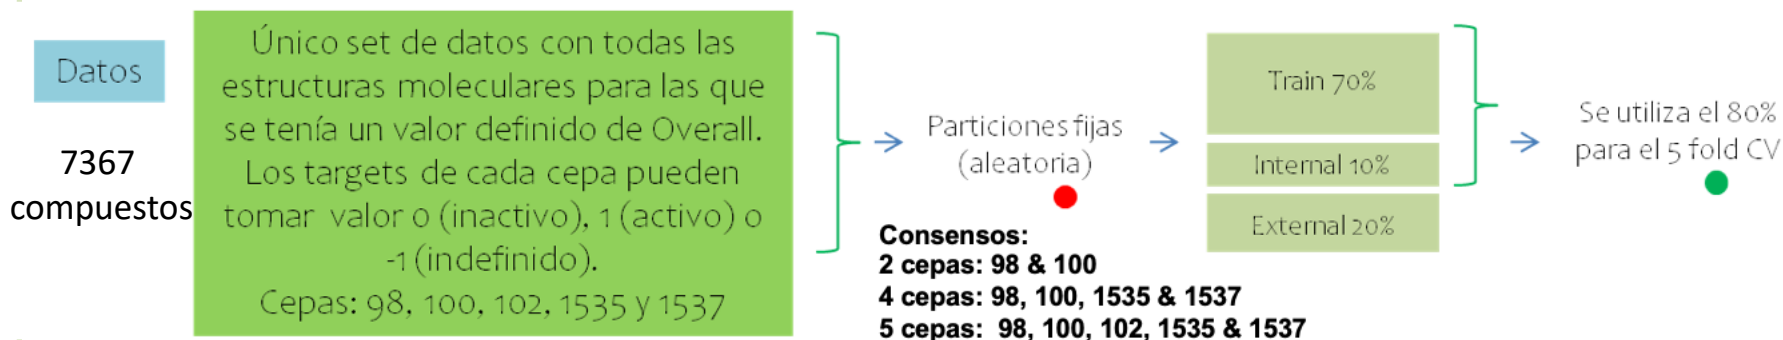 Datos
7367
compuestos
Único set de datos con todas las
estructuras moleculares para las que
se tenía un valor definido de Overall.
Los targets de cada cepa pueden
tomar valor 0 (inactivo), 1 (activo) o
-1 (indefinido).
Cepas: 98, 100, 102, 1535 y 1537
Particiones fijas
(aleatoria)
Consensos:
2 cepas: 98 & 100
4 cepas: 98, 100, 1535 & 1537
5 cepas: 98, 100, 102, 1535 & 1537
Train 70%
Internal 10%
External 20%
Se utiliza el 80%
para el 5 fold CV